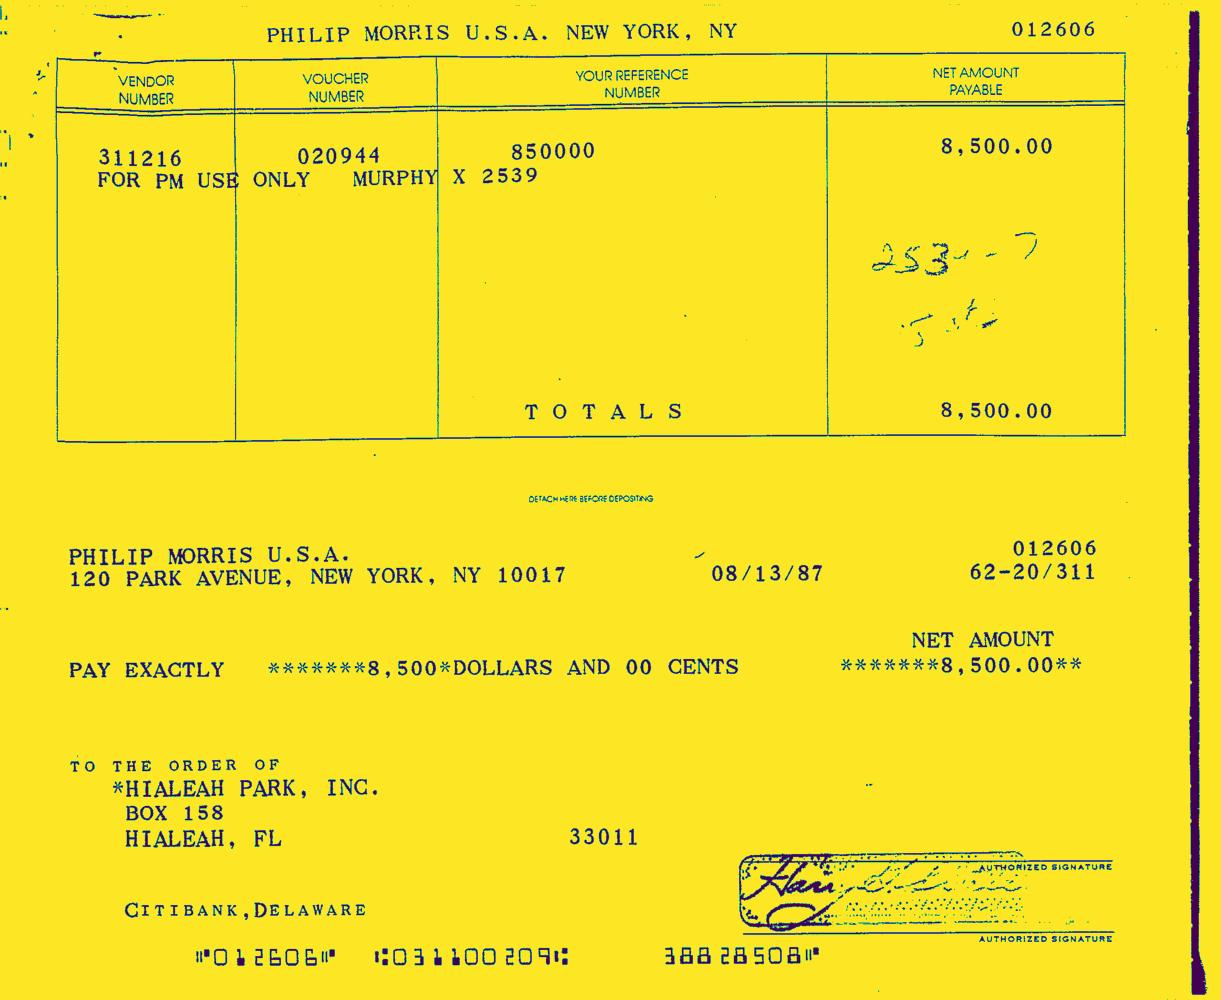 PHILIP MORRIS U.S.A. NEW YORK, NY 012606
VENDOR NUMBER VOUCHER NUMBER YOUR REFERENCE NUMBER NET AMOUNT PAYABLE
311216 020944 850000 8,500.00
FOR PM USE ONLY MURPHY X 2539
TOTALS 8,500.00
DETACH HERE BEFORE DEPOSITING
PHILIP MORRIS U.S.A. 012606
120 PARK AVENUE, NEW YORK, NY 10017 08/13/87 62-20/311
NET AMOUNT
PAY EXACTLY *******8,500*DOLLARS AND 00 CENTS *******8,500.00**
TO THE ORDER OF
*HIALEAH PARK, INC.
BOX 158
HIALEAH, FL 33011
AUTHORIZED SIGNATURE
CITIBANK, DELAWARE
AUTHORIZED SIGNATURE
⑈012606⑈ ⑆031100209⑆ 38828508⑈